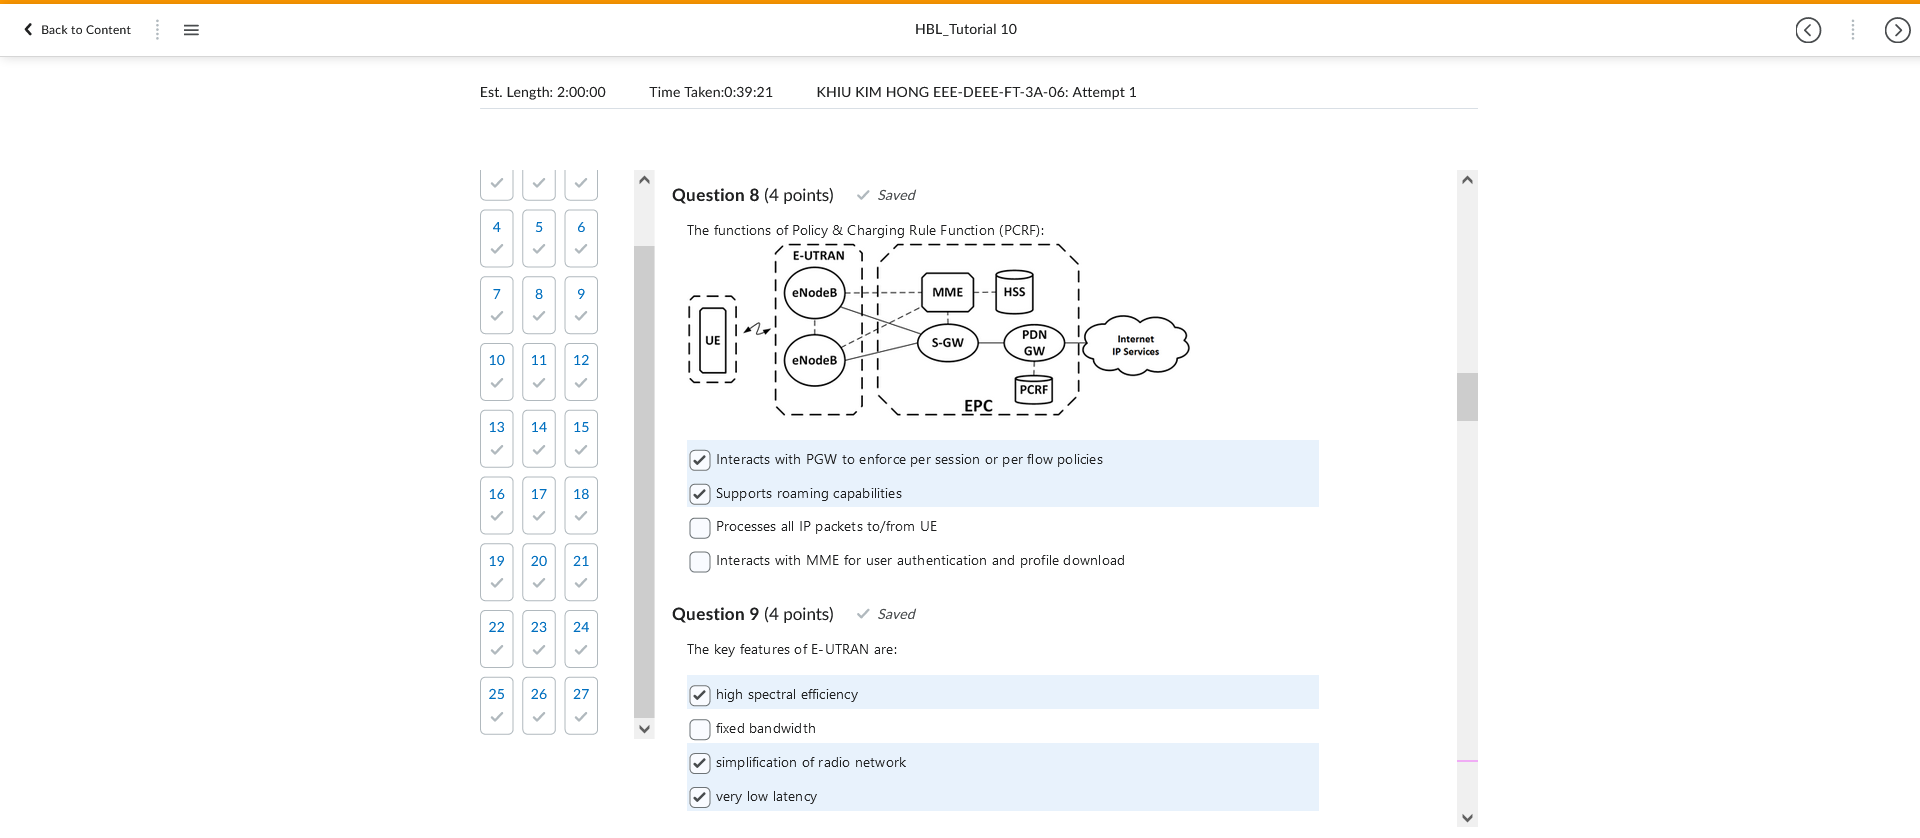 Back to Content
HBL_Tutorial 10
Est. Length: 2:00:00 Time Taken:0:39:21 KHIU KIM HONG EEE-DEEE-FT-3A-06: Attempt 1
4 5 6
7 8 9
10 11 12
13 14 15
16 17 18
19 20 21
22 23 24
25 26 27
Question 8 (4 points) Saved
The functions of Policy & Charging Rule Function (PCRF):
E-UTRAN
eNodeB
MME
HSS
UE
eNodeB
S-GW
PDN
GW
Internet
IP Services
PCRF
EPC
Interacts with PGW to enforce per session or per flow policies
Supports roaming capabilities
Processes all IP packets to/from UE
Interacts with MME for user authentication and profile download
Question 9 (4 points) Saved
The key features of E-UTRAN are:
high spectral efficiency
fixed bandwidth
simplification of radio network
very low latency